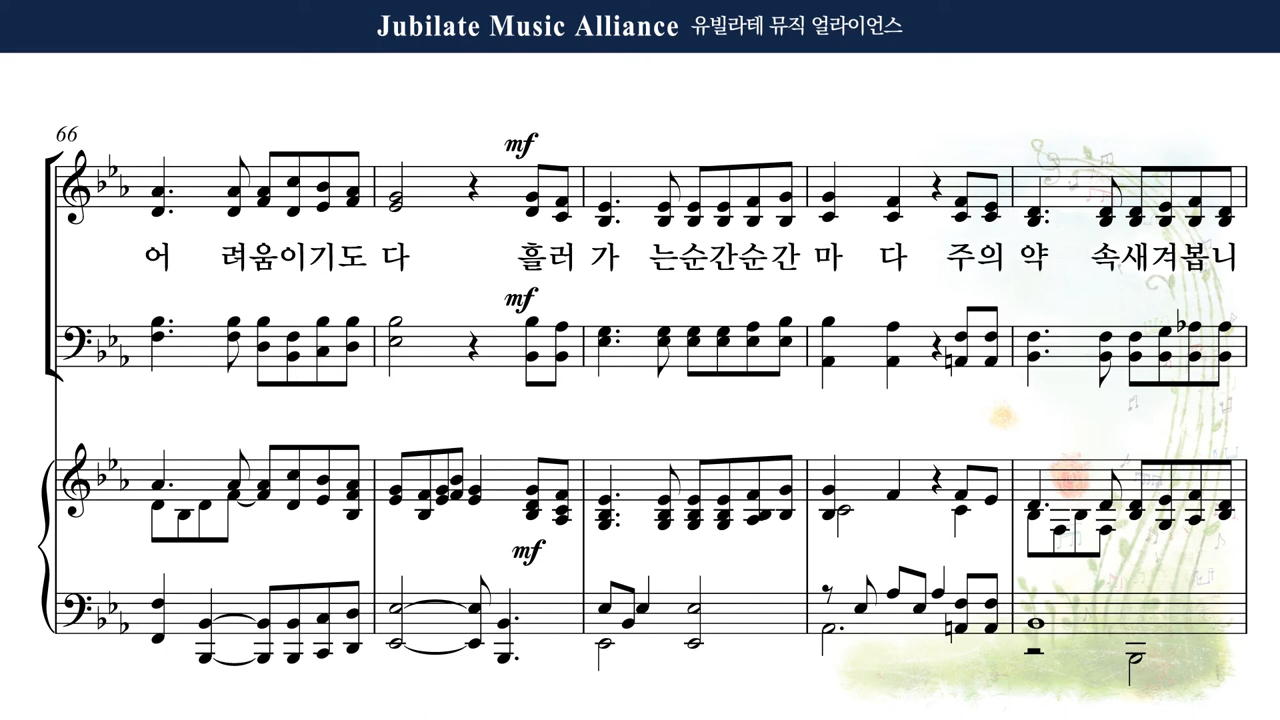 Jubilate Music Alliance 유빌라테 뮤직 얼라이언스
66
mf
어 려움이기도 다 흘러 가 는순간순간 마 다 주의 약 속새겨봅니
mf
mf